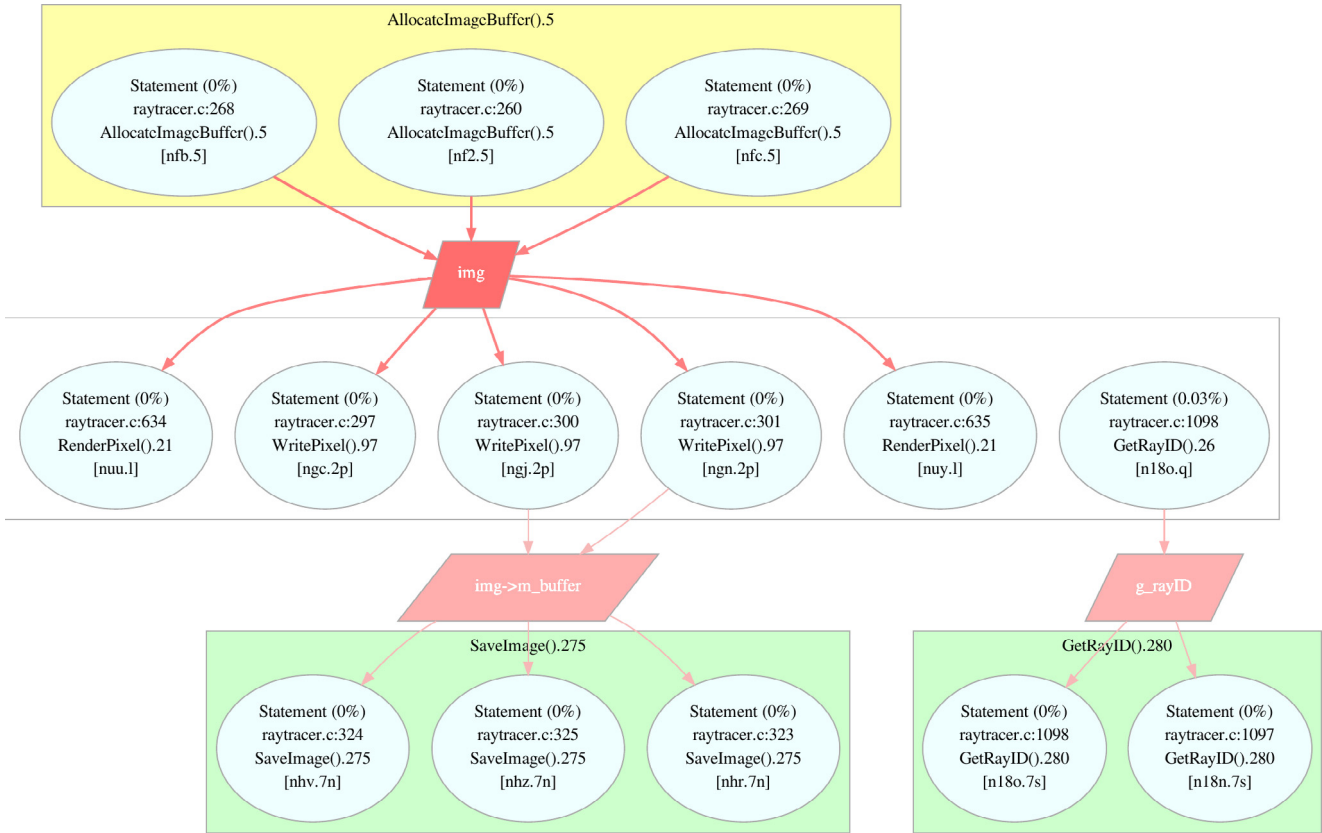 AllocateImageBuffer().5
Statement (0%)
raytracer.c:268
AllocateImageBuffer().5
[nfb.5]
Statement (0%)
raytracer.c:260
AllocateImageBuffer().5
[nf2.5]
Statement (0%)
raytracer.c:269
AllocateImageBuffer().5
[nfc.5]
img
Statement (0%)
raytracer.c:634
RenderPixel().21
[nuu.l]
Statement (0%)
raytracer.c:297
WritePixel().97
[ngc.2p]
Statement (0%)
raytracer.c:300
WritePixel().97
[ngj.2p]
Statement (0%)
raytracer.c:301
WritePixel().97
[ngn.2p]
Statement (0%)
raytracer.c:635
RenderPixel().21
[nuy.l]
Statement (0.03%)
raytracer.c:1098
GetRayID().26
[n18o.q]
img->m_buffer
g_rayID
SaveImage().275
Statement (0%)
raytracer.c:324
SaveImage().275
[nhv.7n]
Statement (0%)
raytracer.c:325
SaveImage().275
[nhz.7n]
Statement (0%)
raytracer.c:323
SaveImage().275
[nhr.7n]
GetRayID().280
Statement (0%)
raytracer.c:1098
GetRayID().280
[n18o.7s]
Statement (0%)
raytracer.c:1097
GetRayID().280
[n18n.7s]